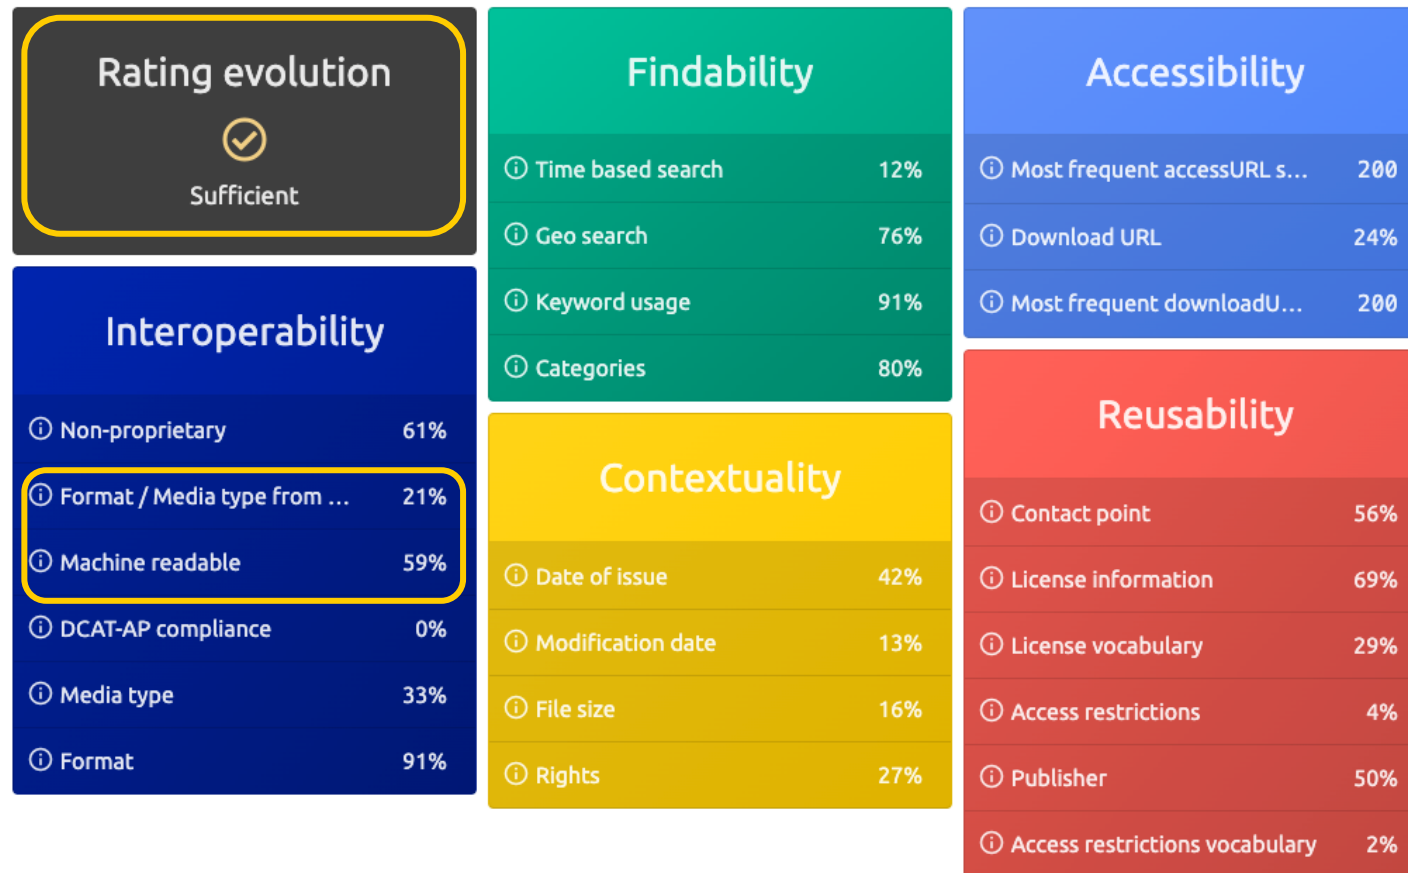 Rating evolution
Sufficient
Interoperability
Non-proprietary 61%
Format / Media type from ... 21%
Machine readable 59%
DCAT-AP compliance 0%
Media type 33%
Format 91%
Findability
Time based search 12%
Geo search 76%
Keyword usage 91%
Categories 80%
Contextuality
Date of issue 42%
Modification date 13%
File size 16%
Rights 27%
Accessibility
Most frequent accessURL s... 200
Download URL 24%
Most frequent downloadU... 200
Reusability
Contact point 56%
License information 69%
License vocabulary 29%
Access restrictions 4%
Publisher 50%
Access restrictions vocabulary 2%